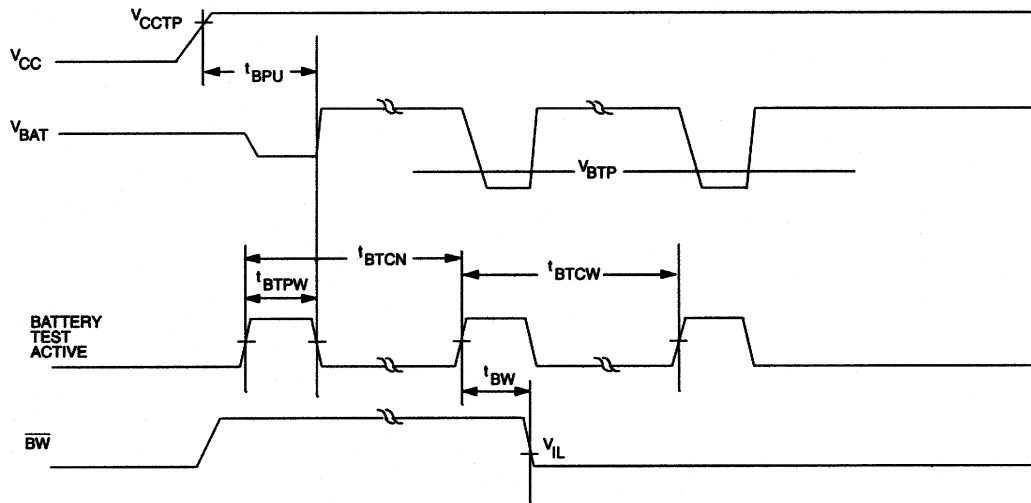 VCCTP
VCC
tBPU
VBAT
VBTP
tBTCN
tBTCW
tBTPW
BATTERY
TEST
ACTIVE
tBW
BW
VIL